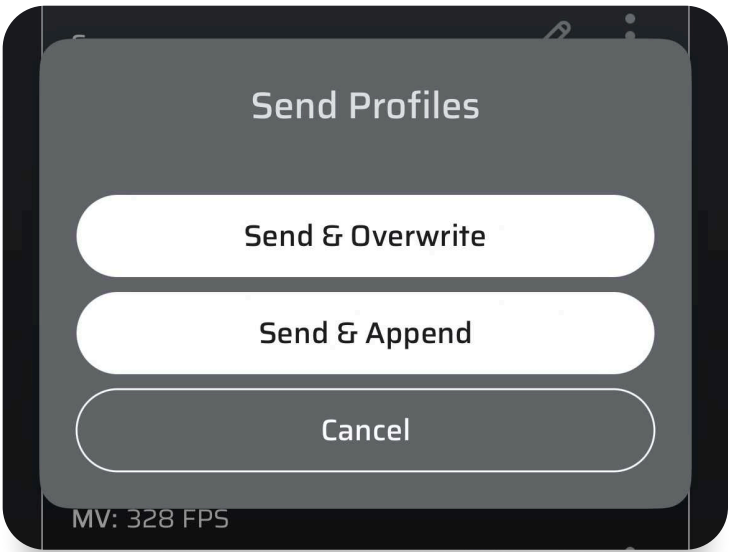 Send Profiles
Send & Overwrite
Send & Append
Cancel
MV: 328 FPS